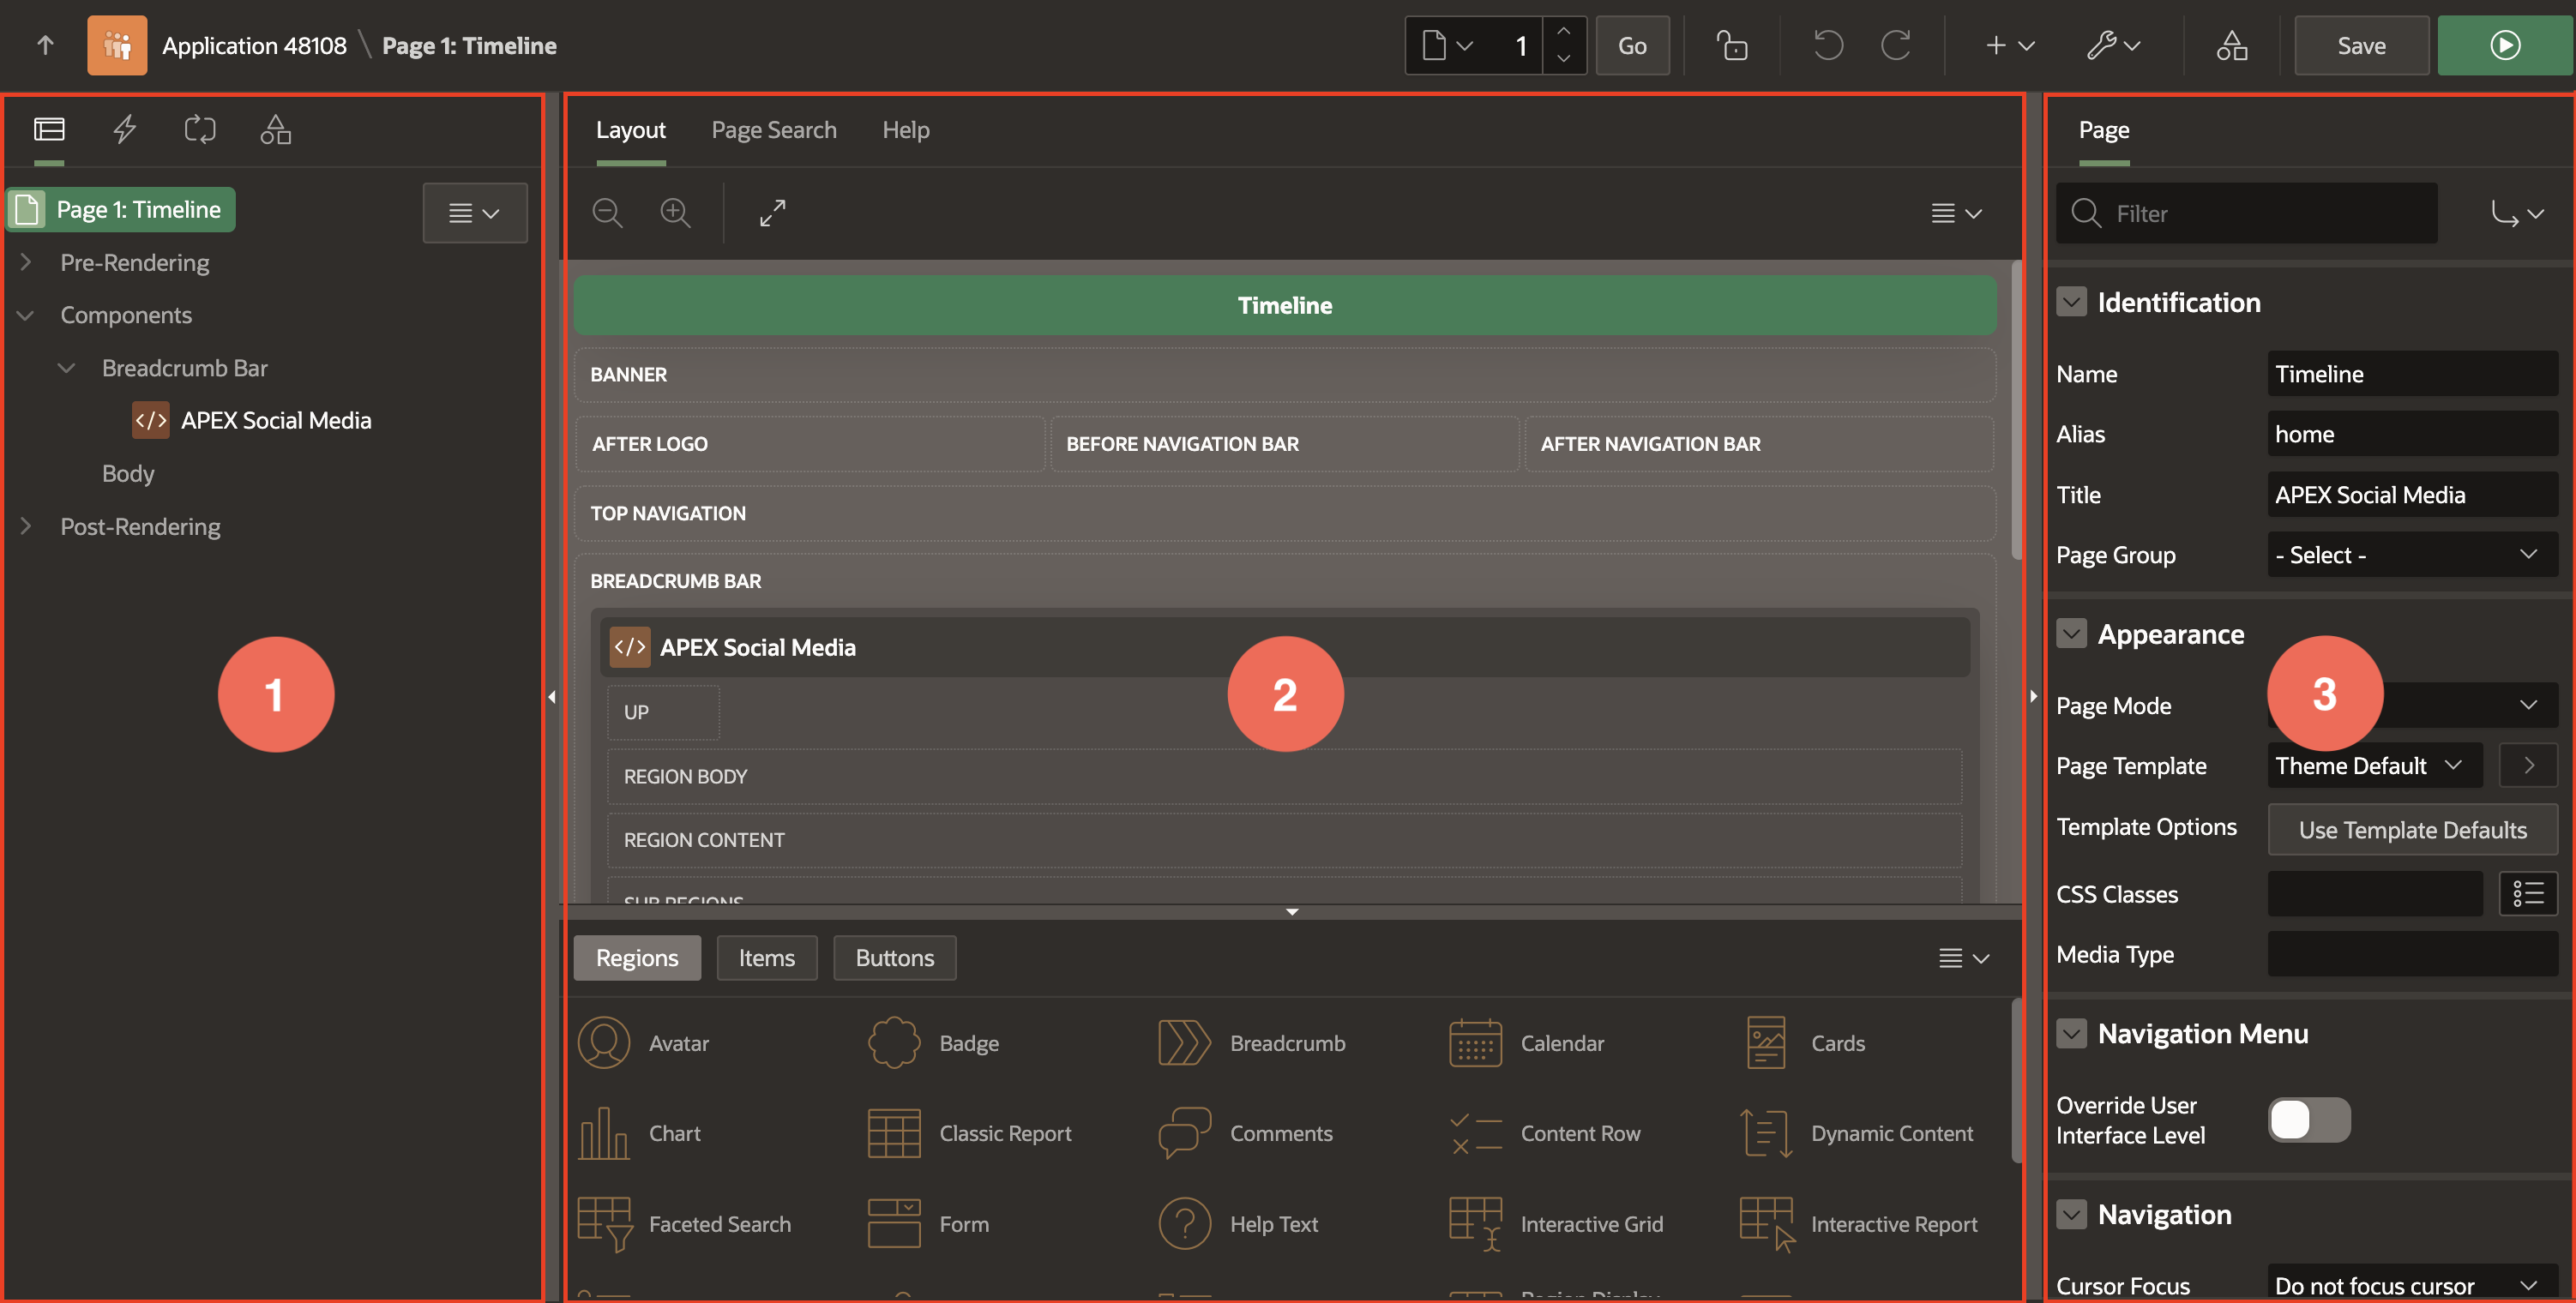 Application 48108 \ Page 1: Timeline
1
Go
Save
Page 1: Timeline
Pre-Rendering
Components
Breadcrumb Bar
</> APEX Social Media
Body
Post-Rendering
1
Layout Page Search Help
Timeline
BANNER
AFTER LOGO BEFORE NAVIGATION BAR AFTER NAVIGATION BAR
TOP NAVIGATION
BREADCRUMB BAR
</> APEX Social Media
2
UP
REGION BODY
REGION CONTENT
SUB REGIONS
Regions Items Buttons
Avatar Badge Breadcrumb Calendar Cards
Chart Classic Report Comments Content Row Dynamic Content
Faceted Search Form Help Text Interactive Grid Interactive Report
Region Display
Page
Filter
Identification
Name Timeline
Alias home
Title APEX Social Media
Page Group - Select -
Appearance
3
Page Mode
Page Template Theme Default
Template Options Use Template Defaults
CSS Classes
Media Type
Navigation Menu
Override User
Interface Level
Navigation
Cursor Focus Do not focus cursor